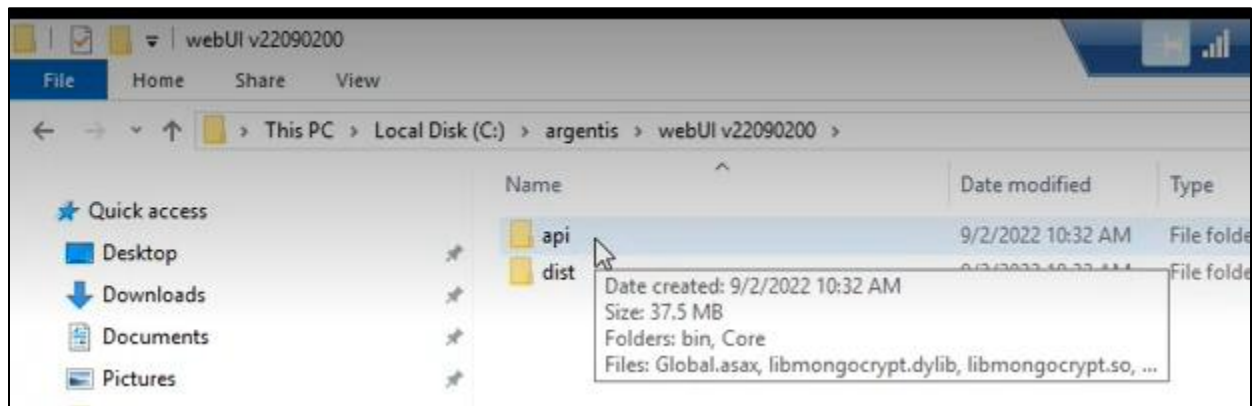 webUI v22090200
File Home Share View
This PC > Local Disk (C:) > argentis > webUI v22090200 >
Name Date modified Type
Quick access
api 9/2/2022 10:32 AM File folde
Desktop
dist File folde
Date created: 9/2/2022 10:32 AM
Downloads
Size: 37.5 MB
Documents
Folders: bin, Core
Files: Global.asax, libmongocrypt.dylib, libmongocrypt.so, ...
Pictures